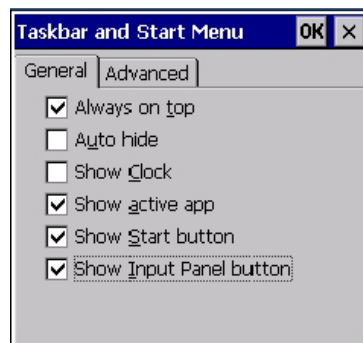 Taskbar and Start Menu OK ×
General Advanced
Always on top
Auto hide
Show Clock
Show active app
Show Start button
Show Input Panel button